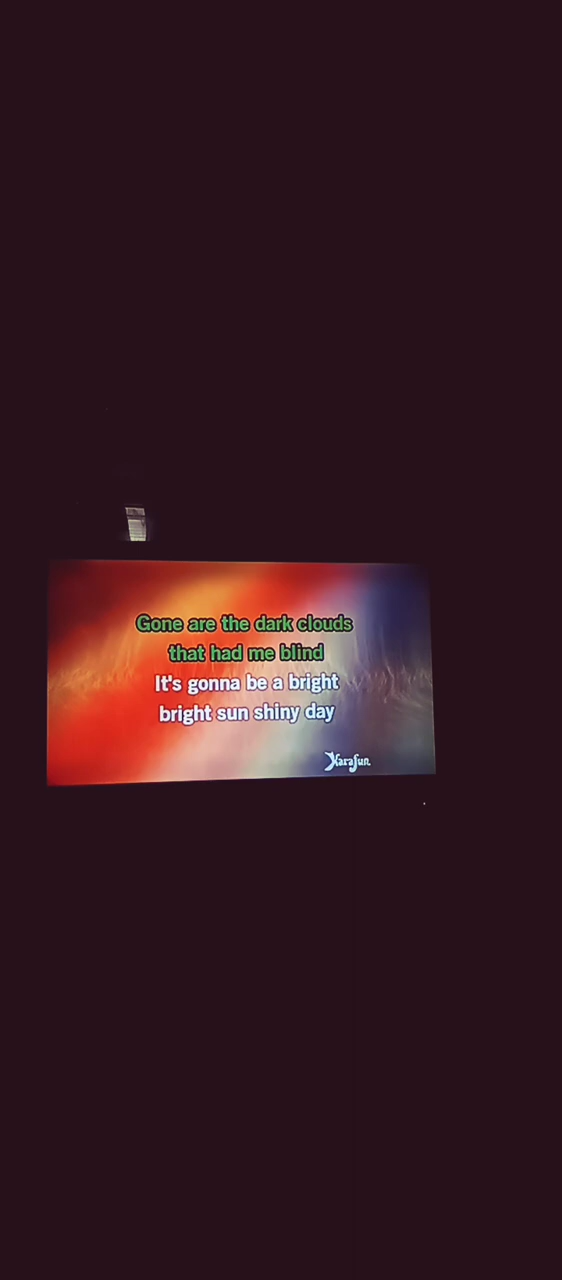 Gone are the dark clouds
that had me blind
It's gonna be a bright
bright sun shiny day
Karafun